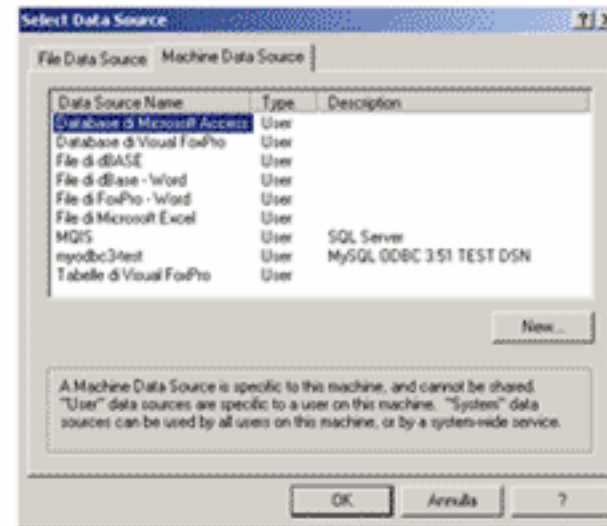 Select Data Source
File Data Source Machine Data Source
Data Source Name Type Description
Database di Microsoft Access User
Database di Visual FoxPro User
File di dBASE User
File di dBase - Word User
File di FoxPro - Word User
File di Microsoft Excel User
MQIS User SQL Server
myodbc3-test User MySQL ODBC 3.51 TEST DSN
Tabelle di Visual FoxPro User
New...
A Machine Data Source is specific to this machine, and cannot be shared.
"User" data sources are specific to a user on this machine. "System" data
sources can be used by all users on this machine, or by a system-wide service.
OK Annulla ?